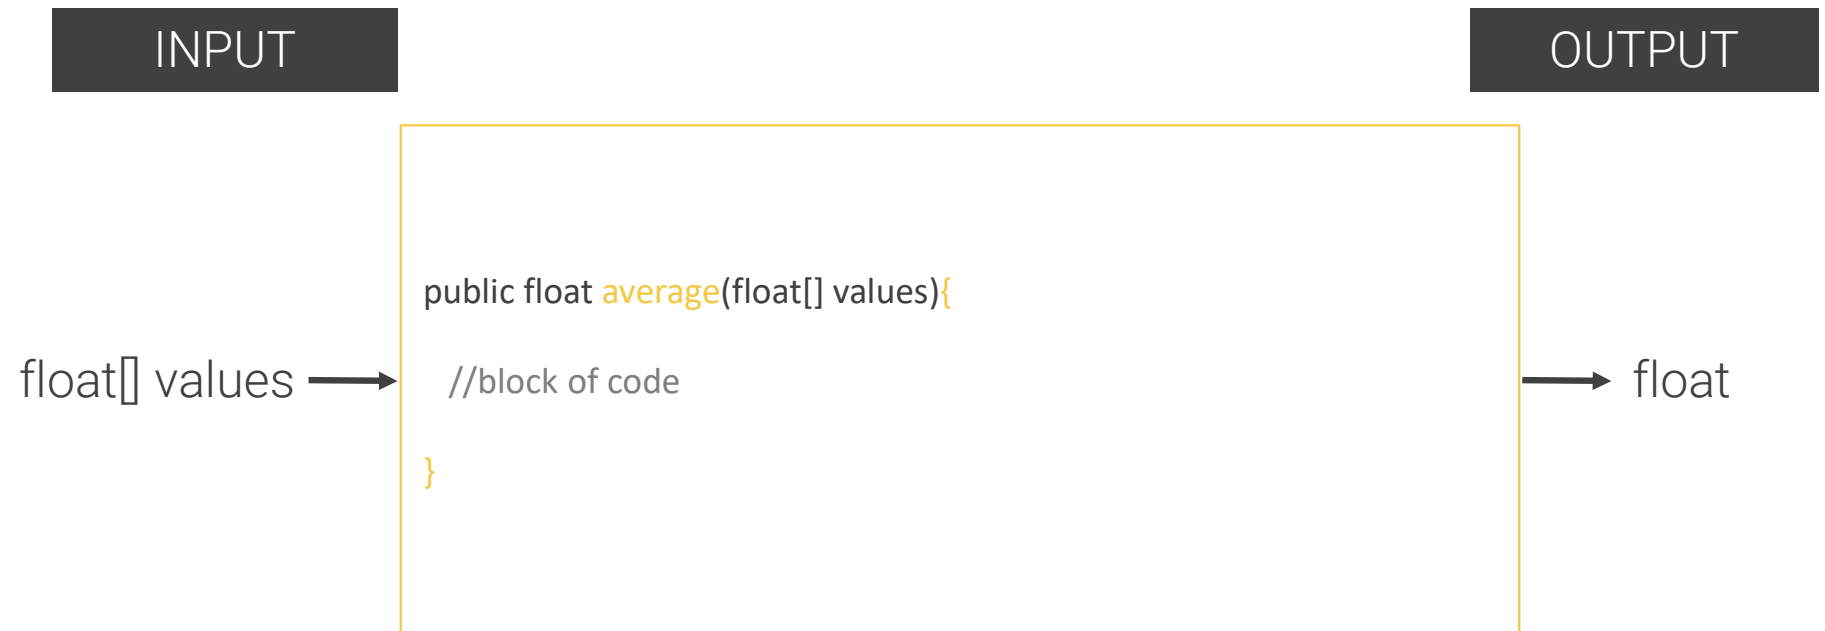 INPUT
OUTPUT
public float average(float[] values){
float[] values
//block of code
float
}